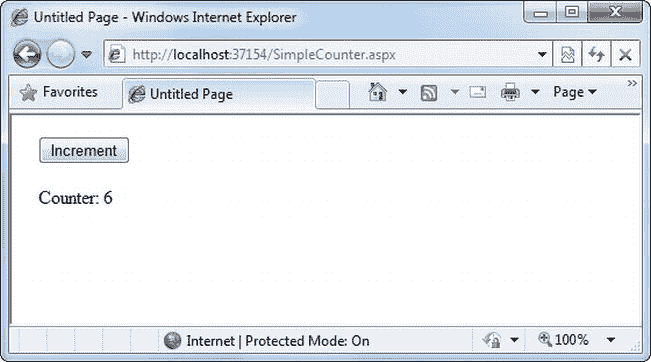 Untitled Page - Windows Internet Explorer
http://localhost:37154/SimpleCounter.aspx
Favorites
Untitled Page
Page
»
Increment
Counter: 6
Internet | Protected Mode: On
100%